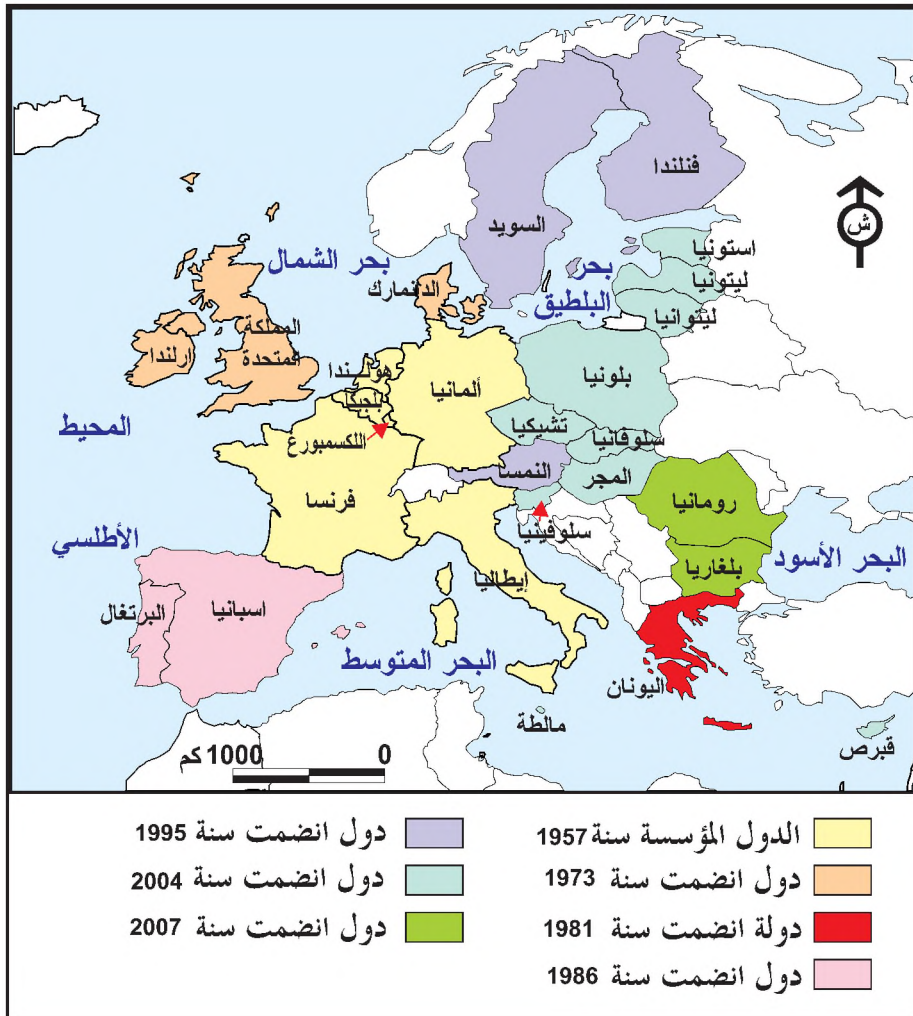 فنلندا
السويد
ش
استونيا
بحر الشمال
بحر
البلطيق
ليتونيا
الدنمارك
ليتوانيا
المملكة
المتحدة
ارلندا
هولندا
بلونيا
ألمانيا
بلجيكا
المحيط
تشيكيا
سلوفانيا
اللكسمبورغ
النمسا
المجر
فرنسا
رومانيا
سلوفينيا
الأطلسي
البحر الأسود
بلغاريا
إيطاليا
اسبانيا
البرتغال
البحر المتوسط
اليونان
مالطة
قبرص
1000 كم
0
الدول المؤسسة سنة 1957
دول انضمت سنة 1973
دولة انضمت سنة 1981
دول انضمت سنة 1986
دول انضمت سنة 1995
دول انضمت سنة 2004
دول انضمت سنة 2007